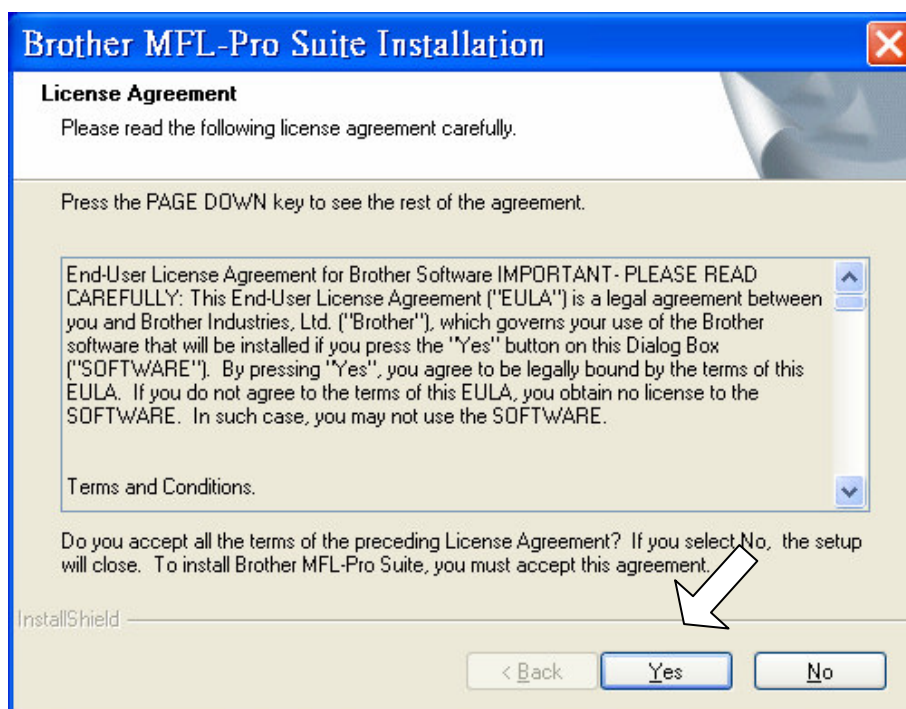 Brother MFL-Pro Suite Installation
License Agreement
Please read the following license agreement carefully.
Press the PAGE DOWN key to see the rest of the agreement.
End-User License Agreement for Brother Software IMPORTANT- PLEASE READ
CAREFULLY: This End-User License Agreement ("EULA") is a legal agreement between
you and Brother Industries, Ltd. ("Brother"), which governs your use of the Brother
software that will be installed if you press the "Yes" button on this Dialog Box
("SOFTWARE"). By pressing "Yes", you agree to be legally bound by the terms of this
EULA. If you do not agree to the terms of this EULA, you obtain no license to the
SOFTWARE. In such case, you may not use the SOFTWARE.
Terms and Conditions.
Do you accept all the terms of the preceding License Agreement? If you select No, the setup
will close. To install Brother MFL-Pro Suite, you must accept this agreement.
InstallShield
< Back
Yes
No